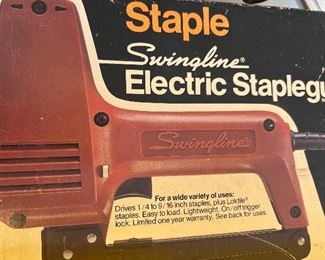 Staple
Swingline®
Electric Staplegu
Swingline
For a wide variety of uses:
Drives 1/4 to 9/16 inch staples, plus Loktile®
staples. Easy to load. Lightweight. On/off trigger
lock. Limited one year warranty. See back for uses.